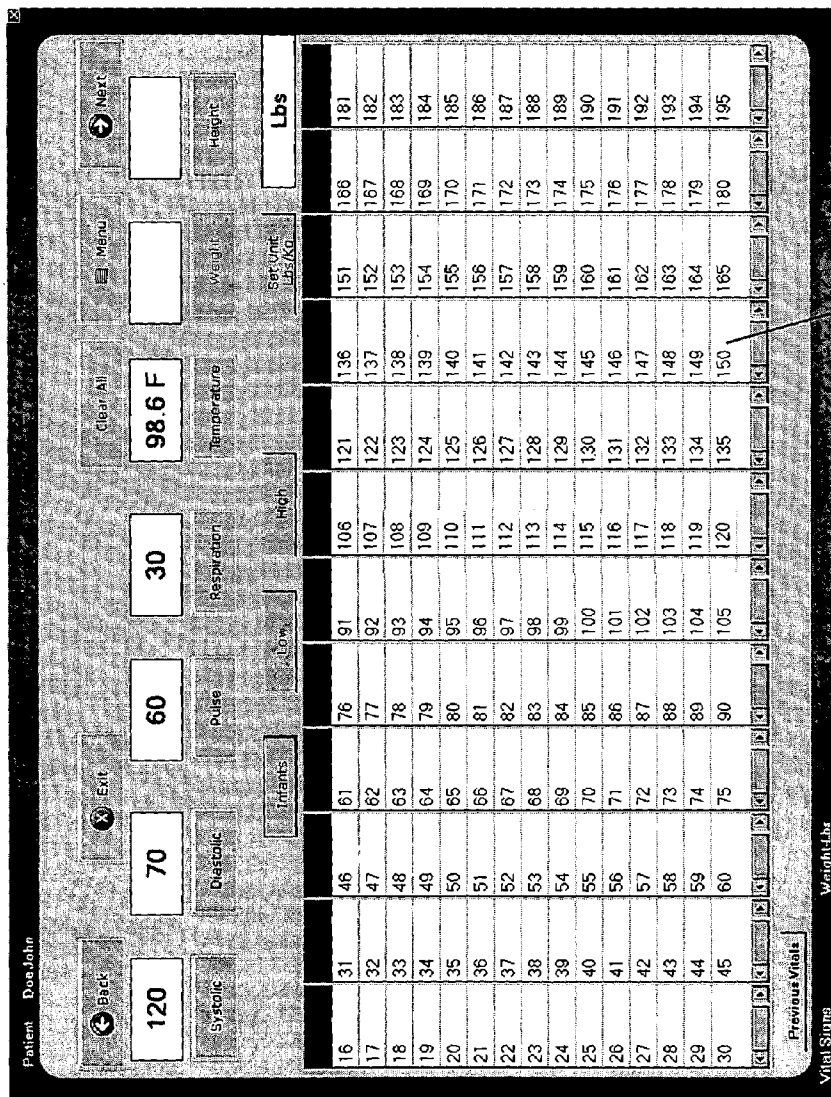 Patient DoeJohn
Back Exit Clear All Menu Next
120 70 60 30 98.6 F
Systolic Diastolic Pulse Respiration Temperature Weight Height
Infants Low High Set Unit Lbs/Kg Lbs
16 31 46 61 76 91 106 121 136 151 166 181
17 32 47 62 77 92 107 122 137 152 167 182
18 33 48 63 78 93 108 123 138 153 168 183
19 34 49 64 79 94 109 124 139 154 169 184
20 35 50 65 80 95 110 125 140 155 170 185
21 36 51 66 81 96 111 126 141 156 171 186
22 37 52 67 82 97 112 127 142 157 172 187
23 38 53 68 83 98 113 128 143 158 173 188
24 39 54 69 84 99 114 129 144 159 174 189
25 40 55 70 85 100 115 130 145 160 175 190
26 41 56 71 86 101 116 131 146 161 176 191
27 42 57 72 87 102 117 132 147 162 177 192
28 43 58 73 88 103 118 133 148 163 178 193
29 44 59 74 89 104 119 134 149 164 179 194
30 45 60 75 90 105 120 135 150 165 180 195
Previous Vitals
Vital Signs Weight-Lbs